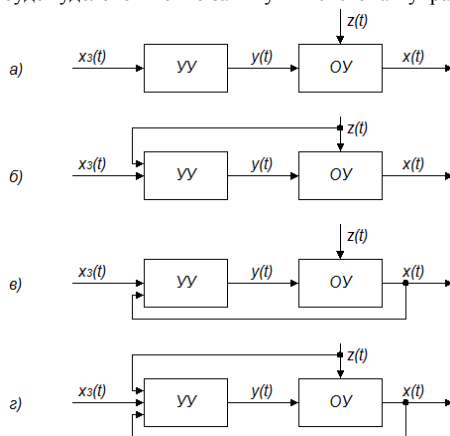 z(t)
а) x3(t) УУ y(t) ОУ x(t)
z(t)
б) x3(t) УУ y(t) ОУ x(t)
z(t)
в) x3(t) УУ y(t) ОУ x(t)
z(t)
г) x3(t) УУ y(t) ОУ x(t)